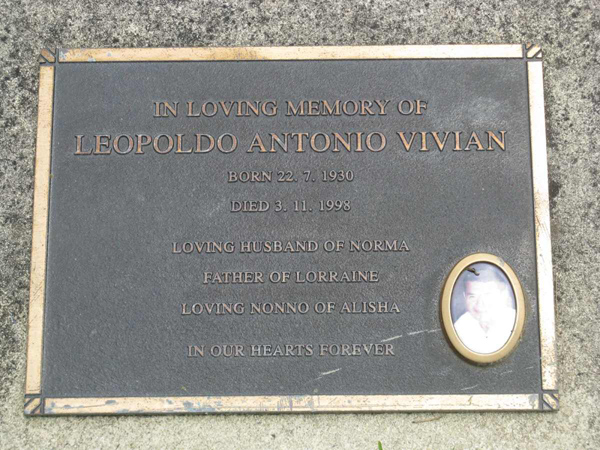 IN LOVING MEMORY OF
LEOPOLDO ANTONIO VIVIAN
BORN 22. 7. 1930
DIED 3. 11. 1998
LOVING HUSBAND OF NORMA
FATHER OF LORRAINE
LOVING NONNO OF ALISHA
IN OUR HEARTS FOREVER